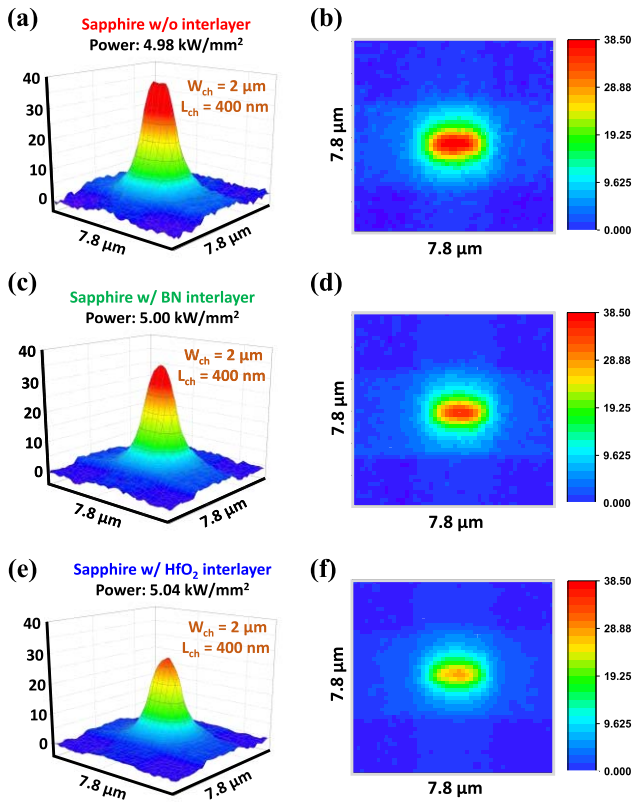 (a)
Sapphire w/o interlayer
Power: 4.98 kW/mm²
W_ch = 2 μm
L_ch = 400 nm
40
30
20
10
0
7.8 μm
7.8 μm
(b)
7.8 μm
7.8 μm
38.50
28.88
19.25
9.625
0.000
(c)
Sapphire w/ BN interlayer
Power: 5.00 kW/mm²
W_ch = 2 μm
L_ch = 400 nm
40
30
20
10
0
7.8 μm
7.8 μm
(d)
7.8 μm
7.8 μm
38.50
28.88
19.25
9.625
0.000
(e)
Sapphire w/ HfO₂ interlayer
Power: 5.04 kW/mm²
W_ch = 2 μm
L_ch = 400 nm
40
30
20
10
0
7.8 μm
7.8 μm
(f)
7.8 μm
7.8 μm
38.50
28.88
19.25
9.625
0.000